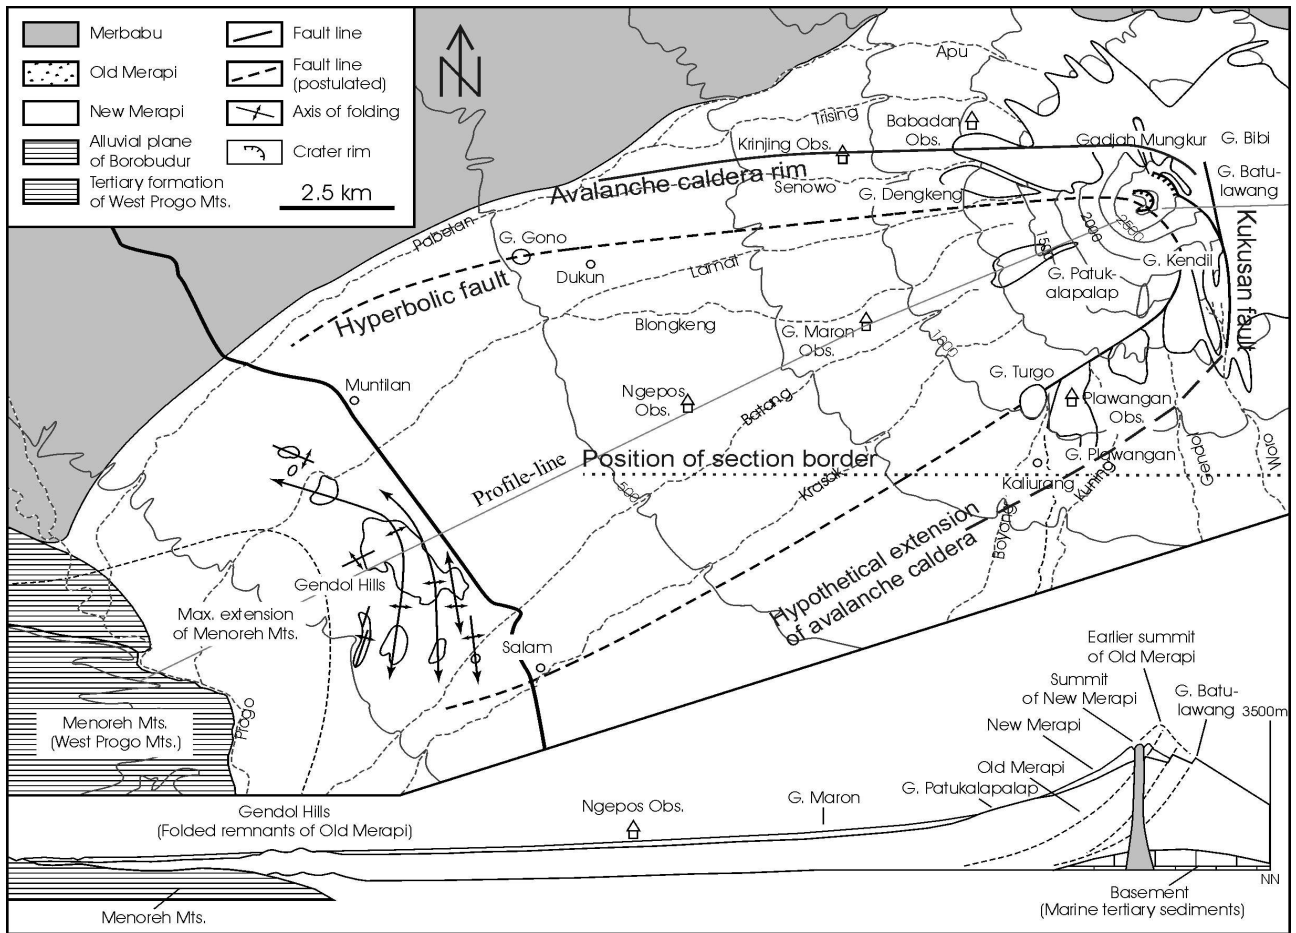 Merbabu
Old Merapi
New Merapi
Alluvial plane
of Borobudur
Tertiary formation
of West Progo Mts.
Fault line
Fault line
(postulated)
Axis of folding
Crater rim
2.5 km
N
Apu
Trising
Babadan
Obs.
Krinjing Obs.
Gadjah Mungkur
G. Bibi
Avalanche caldera rim
Senowo
G. Dengkeng
G. Batu-
lawang
Pabelan
G. Gono
Dukun
Lamat
1500
2000
2500
G. Kendil
G. Patuk-
alapalap
Kukusan fault
Hyperbolic fault
Blongkeng
G. Maron
Obs.
1000
Muntilan
Ngepos
Obs.
Batang
G. Turgo
Plawangan
Obs.
G. Plawangan
Profile-line
Position of section border
500
Krasak
Kaliurang
Kuning
Gendol
Woro
Boyong
Hypothetical extension
of avalanche caldera
Gendol Hills
Max. extension
of Menoreh Mts.
Salam
Menoreh Mts.
(West Progo Mts.)
Progo
Earlier summit
of Old Merapi
Summit
of New Merapi
G. Batu-
lawang
3500m
New Merapi
Old Merapi
G. Patukalapalap
G. Maron
Ngepos Obs.
Gendol Hills
(Folded remnants of Old Merapi)
NN
Menoreh Mts.
Basement
(Marine tertiary sediments)